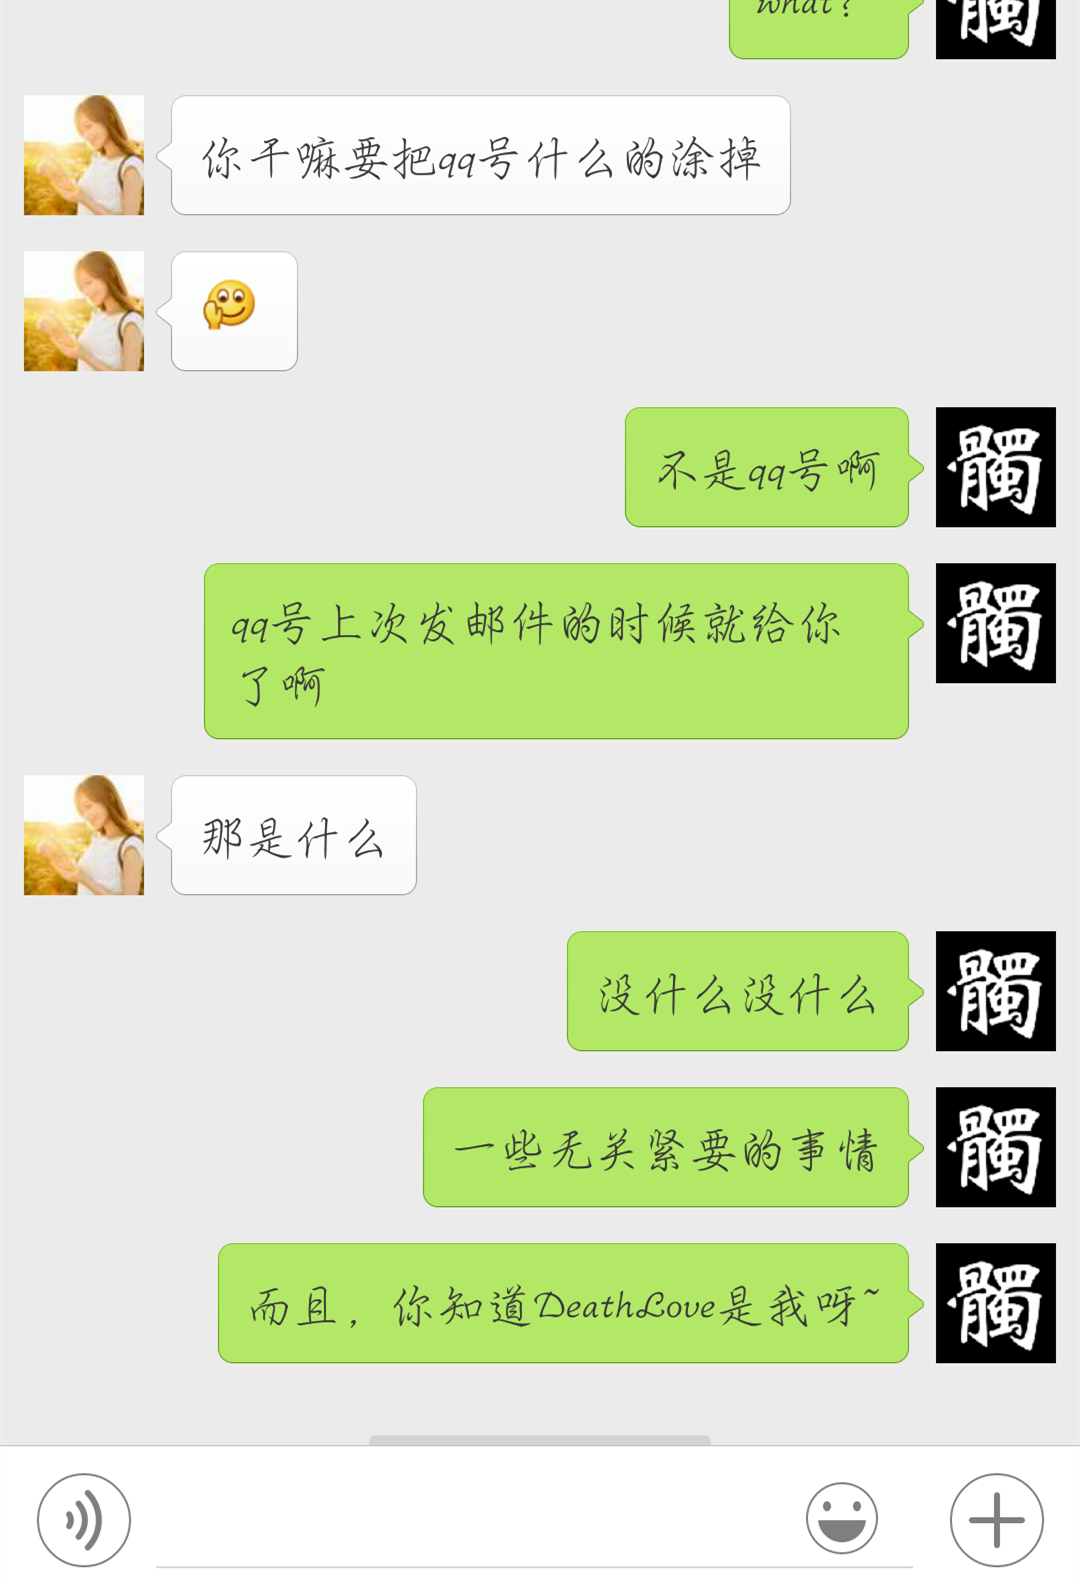 what?
髑
你干嘛要把qq号什么的涂掉
不是qq号啊
髑
qq号上次发邮件的时候就给你
了啊
髑
那是什么
没什么没什么
髑
一些无关紧要的事情
髑
而且，你知道DeathLove是我呀~
髑